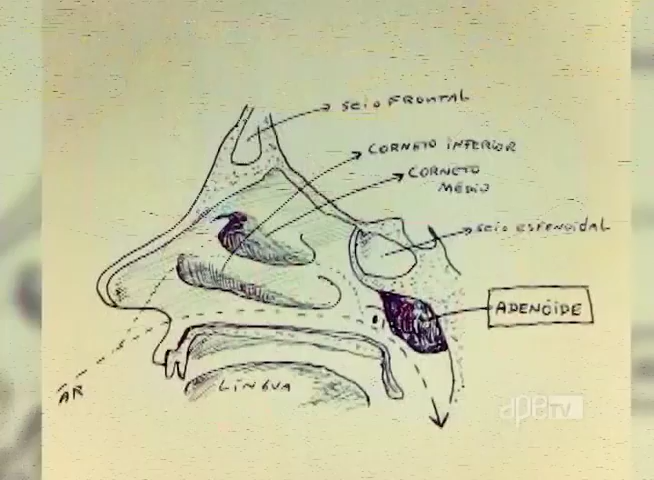 SEIO FRONTAL
CORNETO INFERIOR
CORNETO
MÉDIO
SEIO ESFENOIDAL
ADENÓIDE
AR
LÍNGUA
apeTV